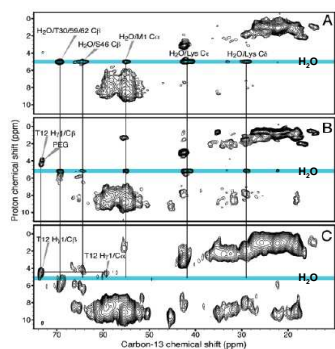 A
0
H₂O/T30/59/62 Cβ
H₂O/S46 Cβ
H₂O/M1 Cα
H₂O/Lys Cε
H₂O/Lys Cδ
2
4
H₂O
6
8
10
B
0
2
T12 Hγ1/Cβ
PEG
4
H₂O
6
8
10
C
0
2
T12 Hγ1/Cβ
T12 Hγ1/Cα
4
H₂O
6
8
10
70
60
50
40
30
20
Proton chemical shift (ppm)
Carbon-13 chemical shift (ppm)